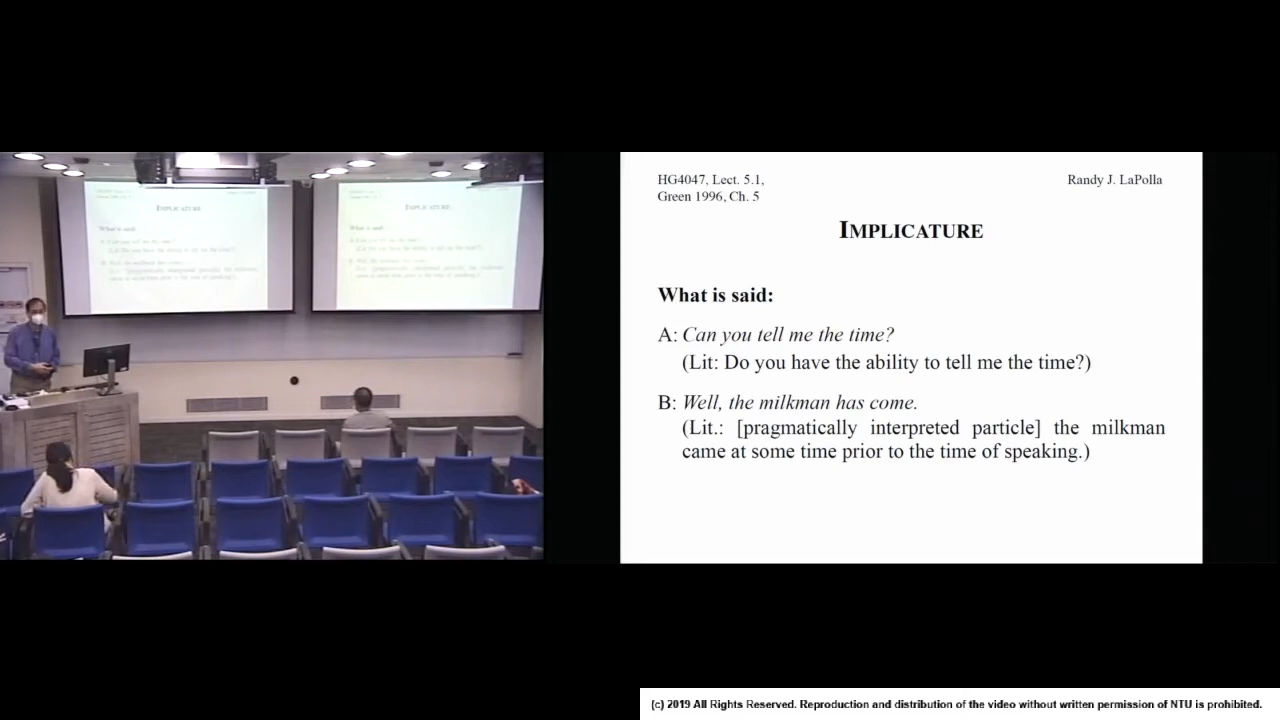 HG4047, Lect. 5.1,
Green 1996, Ch. 5
Randy J. LaPolla
IMPLICATURE
What is said:
A: Can you tell me the time?
(Lit: Do you have the ability to tell me the time?)
B: Well, the milkman has come.
(Lit.: [pragmatically interpreted particle] the milkman
came at some time prior to the time of speaking.)
(c) 2019 All Rights Reserved. Reproduction and distribution of the video without written permission of NTU is prohibited.